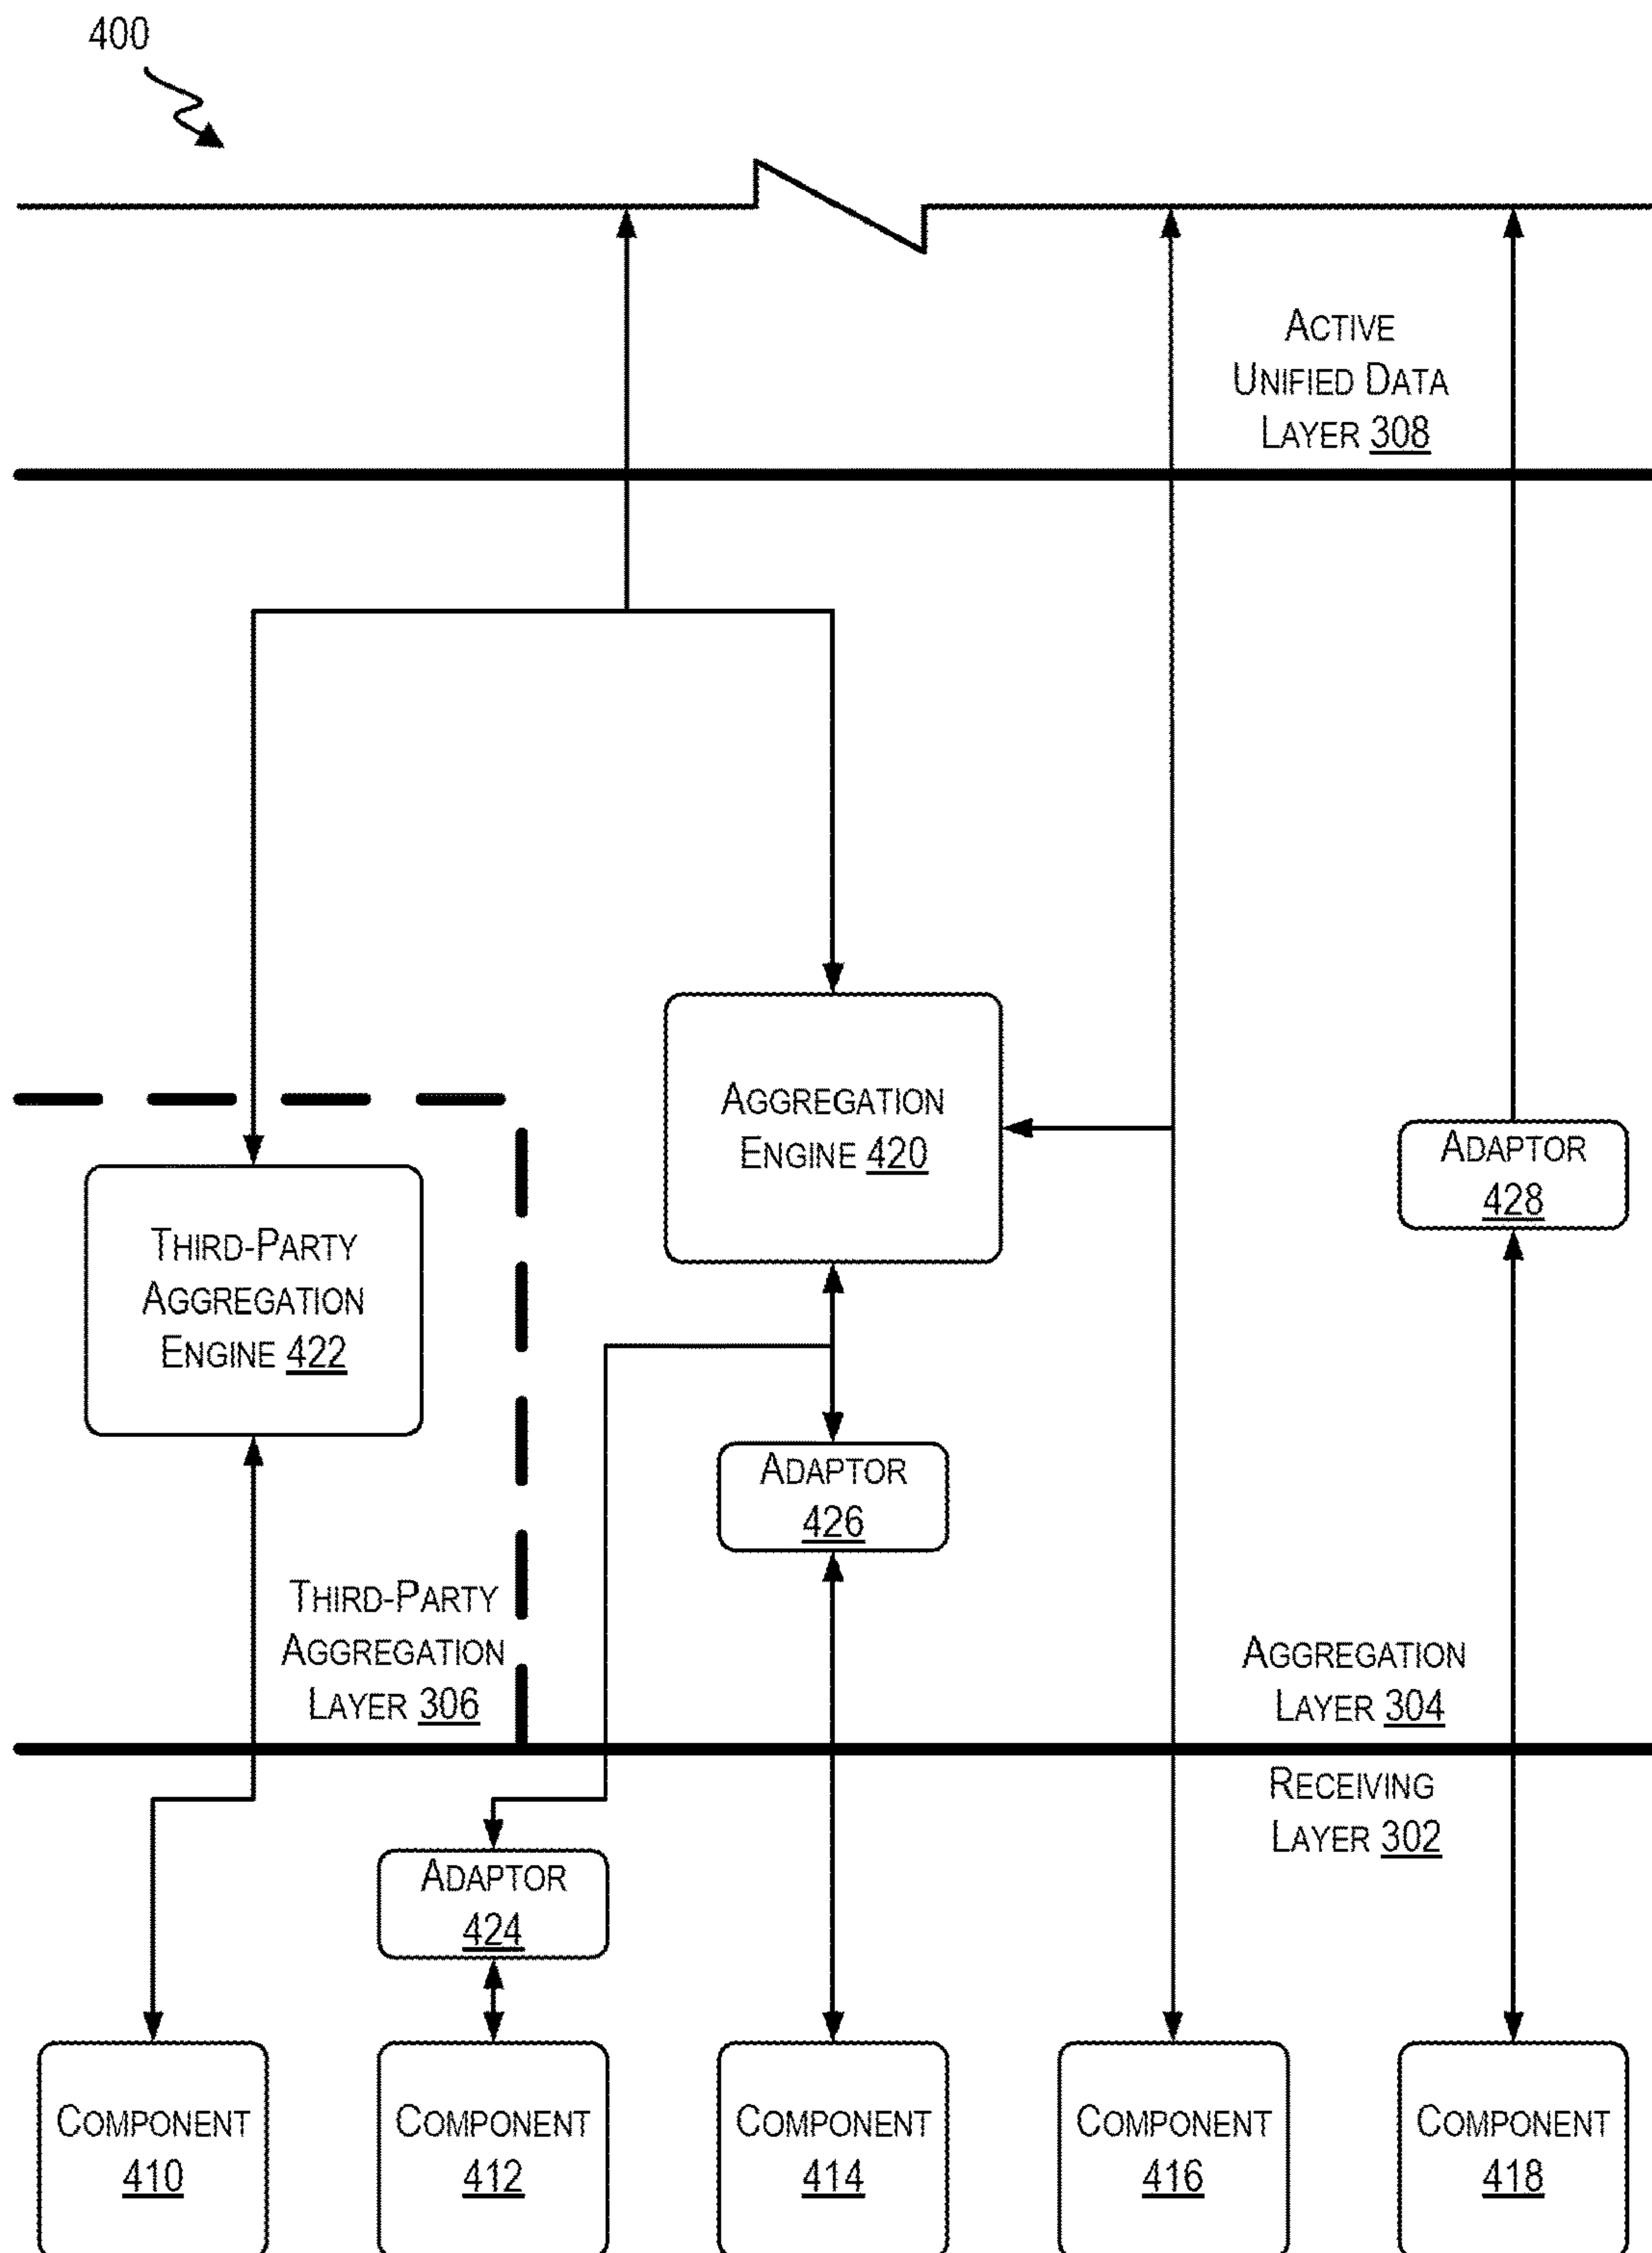 400
ACTIVE
UNIFIED DATA
LAYER 308
AGGREGATION
ENGINE 420
ADAPTOR
428
THIRD-PARTY
AGGREGATION
ENGINE 422
ADAPTOR
426
THIRD-PARTY
AGGREGATION
LAYER 306
AGGREGATION
LAYER 304
RECEIVING
LAYER 302
ADAPTOR
424
COMPONENT
410
COMPONENT
412
COMPONENT
414
COMPONENT
416
COMPONENT
418